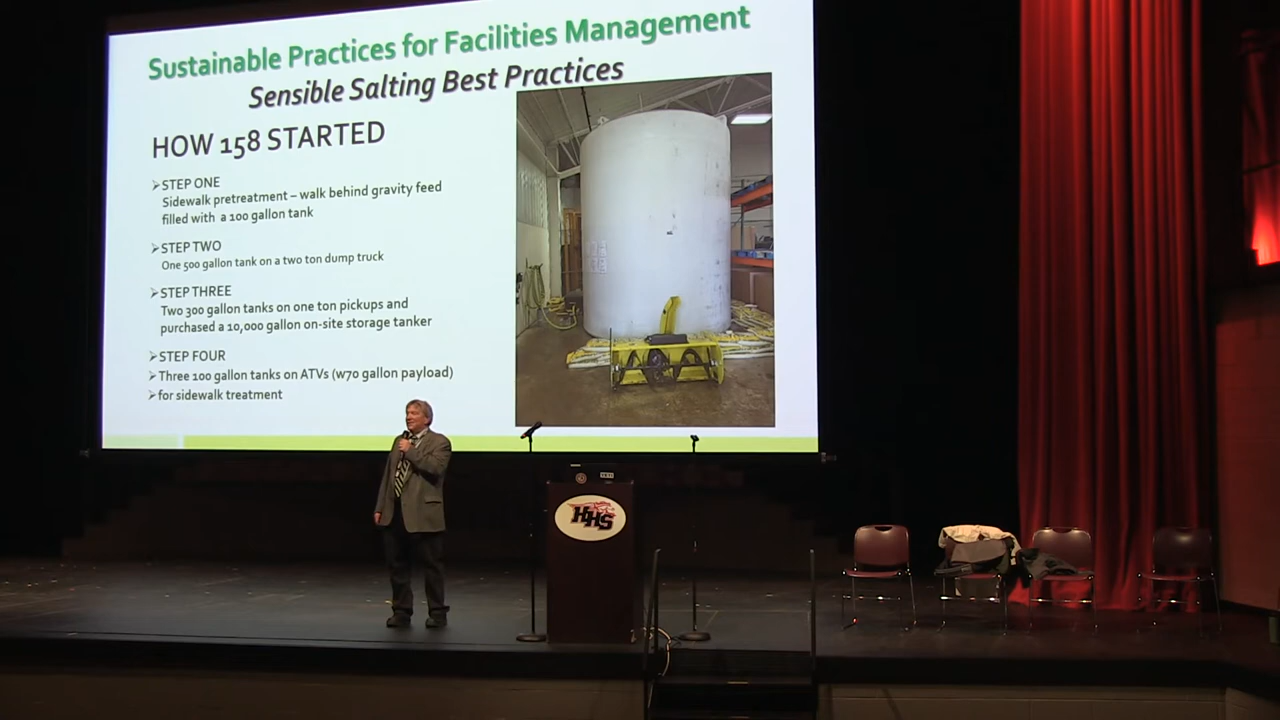 Sustainable Practices for Facilities Management
Sensible Salting Best Practices
HOW 158 STARTED
➢STEP ONE
Sidewalk pretreatment – walk behind gravity feed
filled with a 100 gallon tank
➢STEP TWO
One 500 gallon tank on a two ton dump truck
➢STEP THREE
Two 300 gallon tanks on one ton pickups and
purchased a 10,000 gallon on-site storage tanker
➢STEP FOUR
➢Three 100 gallon tanks on ATVs (w70 gallon payload)
➢for sidewalk treatment
HHS